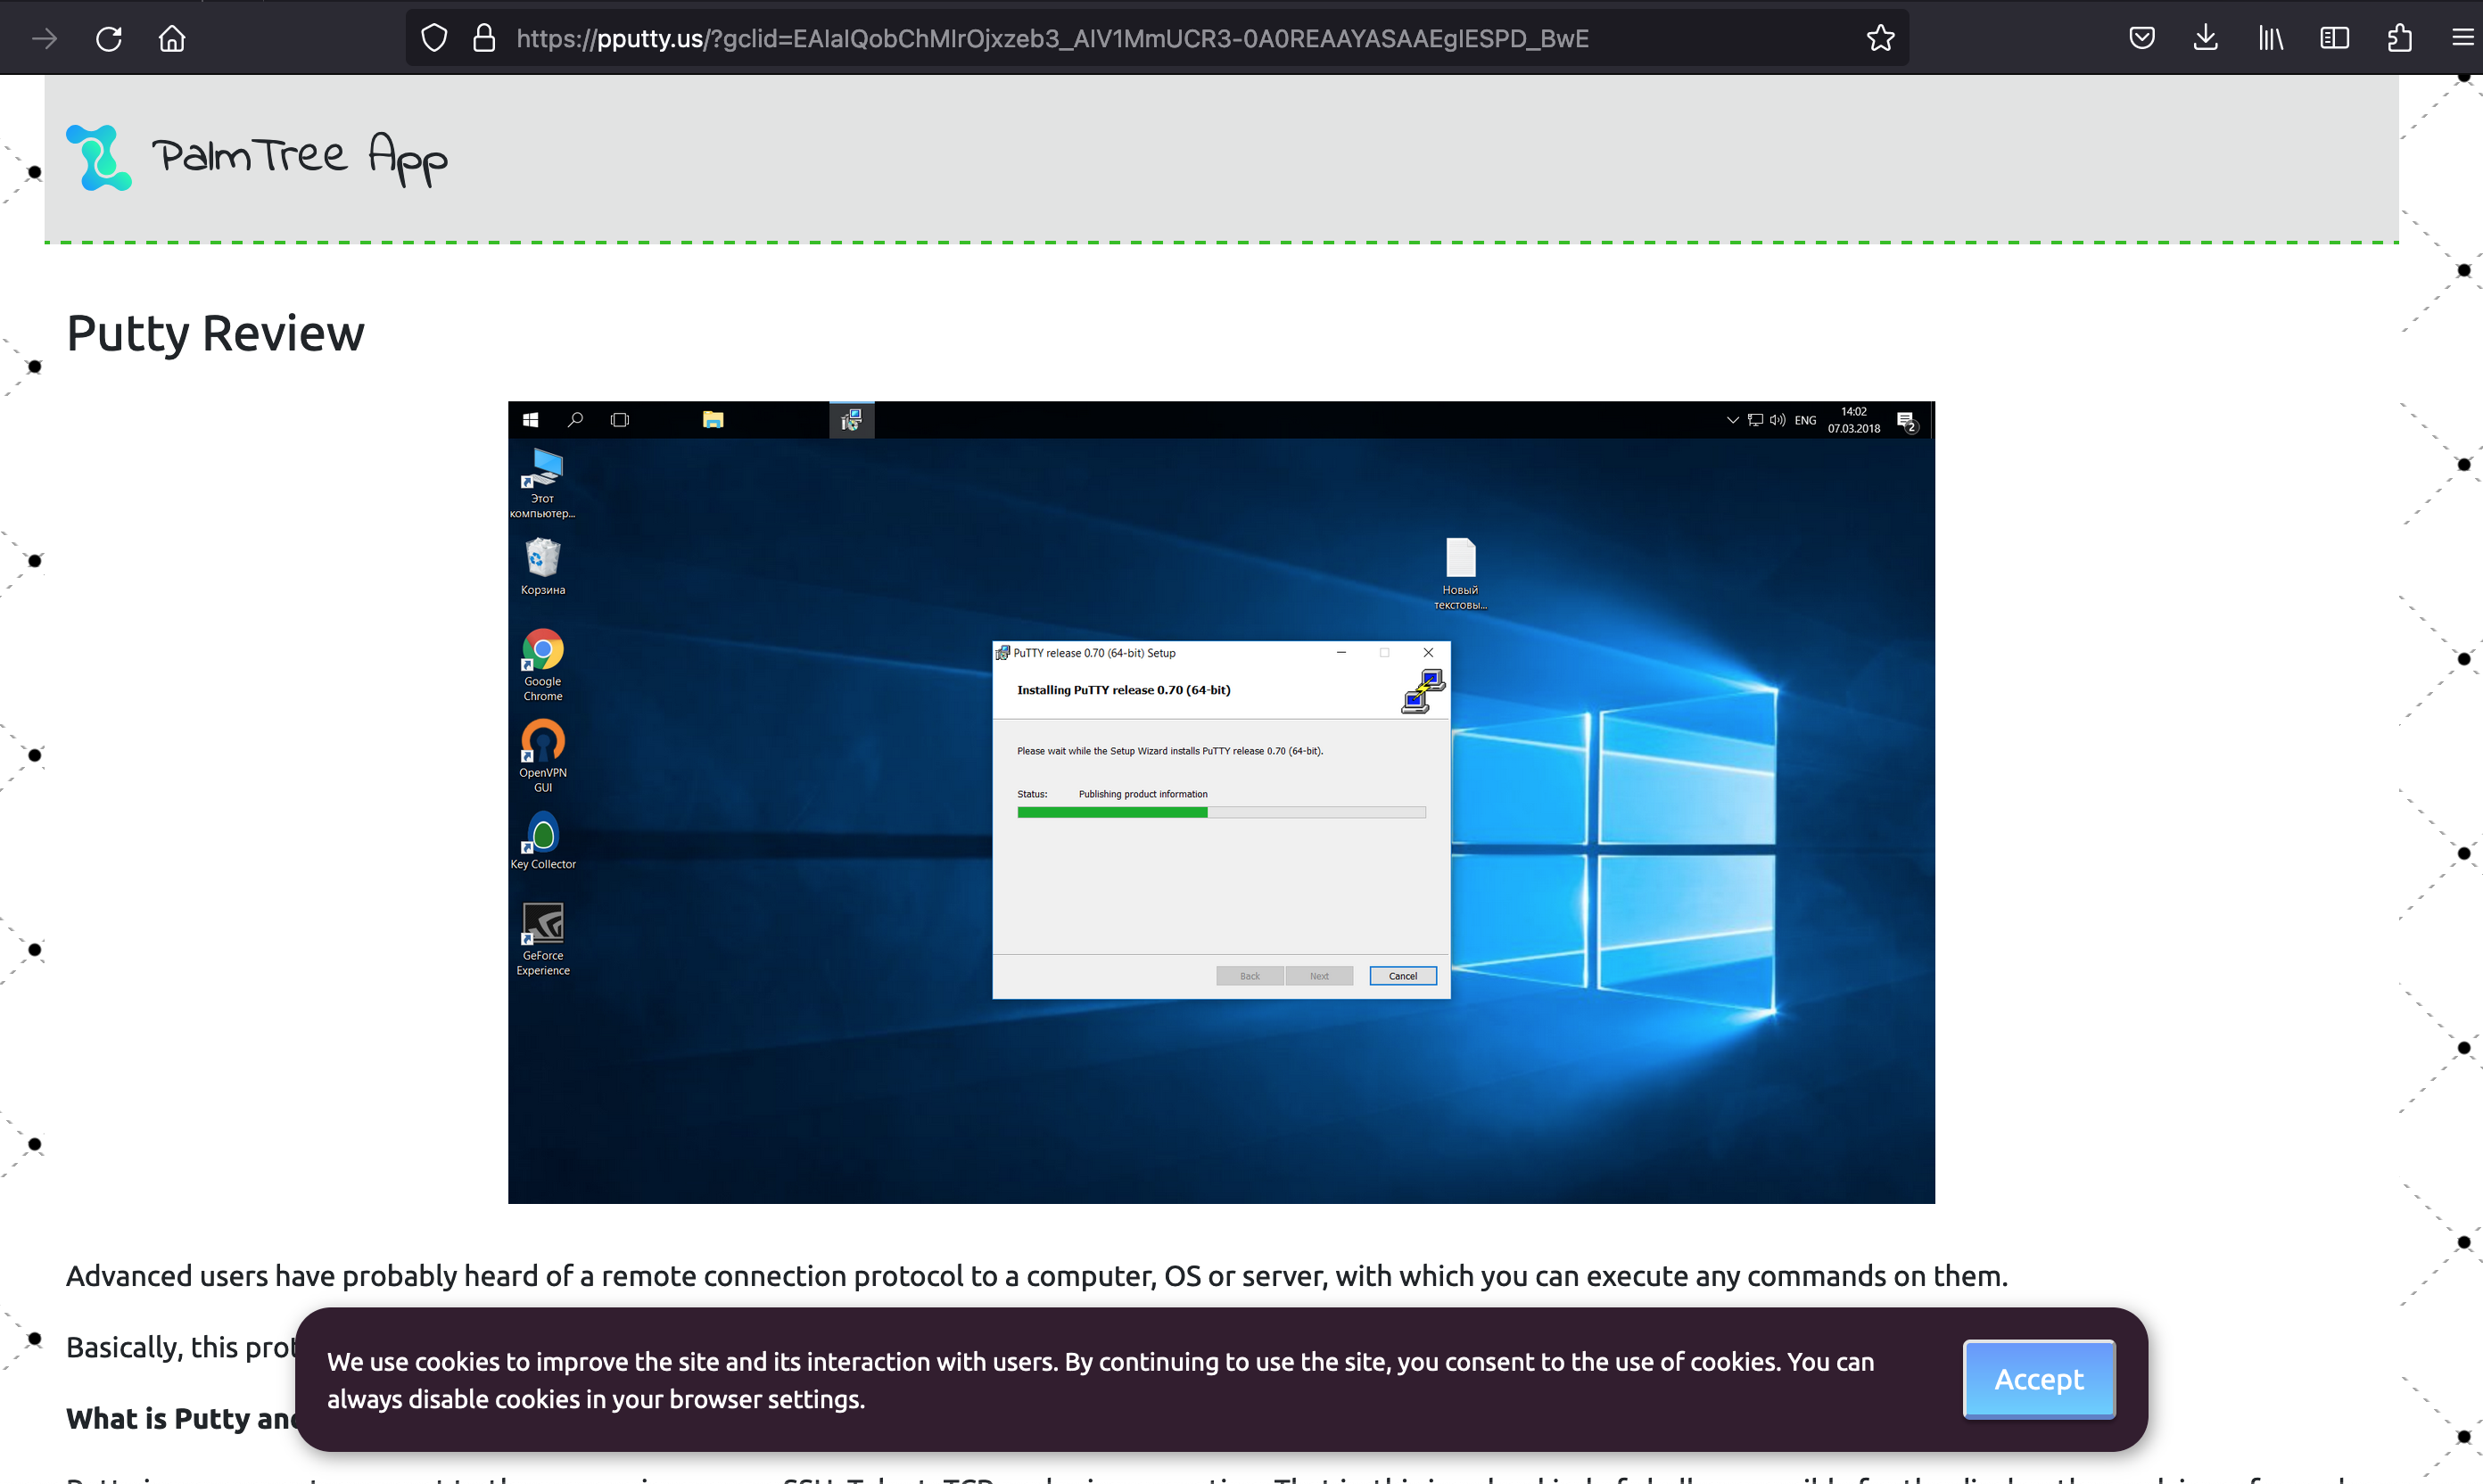 https://pputty.us/?gclid=EAIaIQobChMIrOjxzeb3_AIV1MmUCR3-0A0REAAYASAAEgIESPD_BwE
PalmTree App
Putty Review
ENG
14:02
07.03.2018
2
Этот
компьютер...
Корзина
Новый
текстовы...
Google
Chrome
OpenVPN
GUI
Key Collector
GeForce
Experience
PuTTY release 0.70 (64-bit) Setup
Installing PuTTY release 0.70 (64-bit)
Please wait while the Setup Wizard installs PuTTY release 0.70 (64-bit).
Status: Publishing product information
Back Next Cancel
Advanced users have probably heard of a remote connection protocol to a computer, OS or server, with which you can execute any commands on them.
Basically, this prot
We use cookies to improve the site and its interaction with users. By continuing to use the site, you consent to the use of cookies. You can
always disable cookies in your browser settings.
Accept
What is Putty and